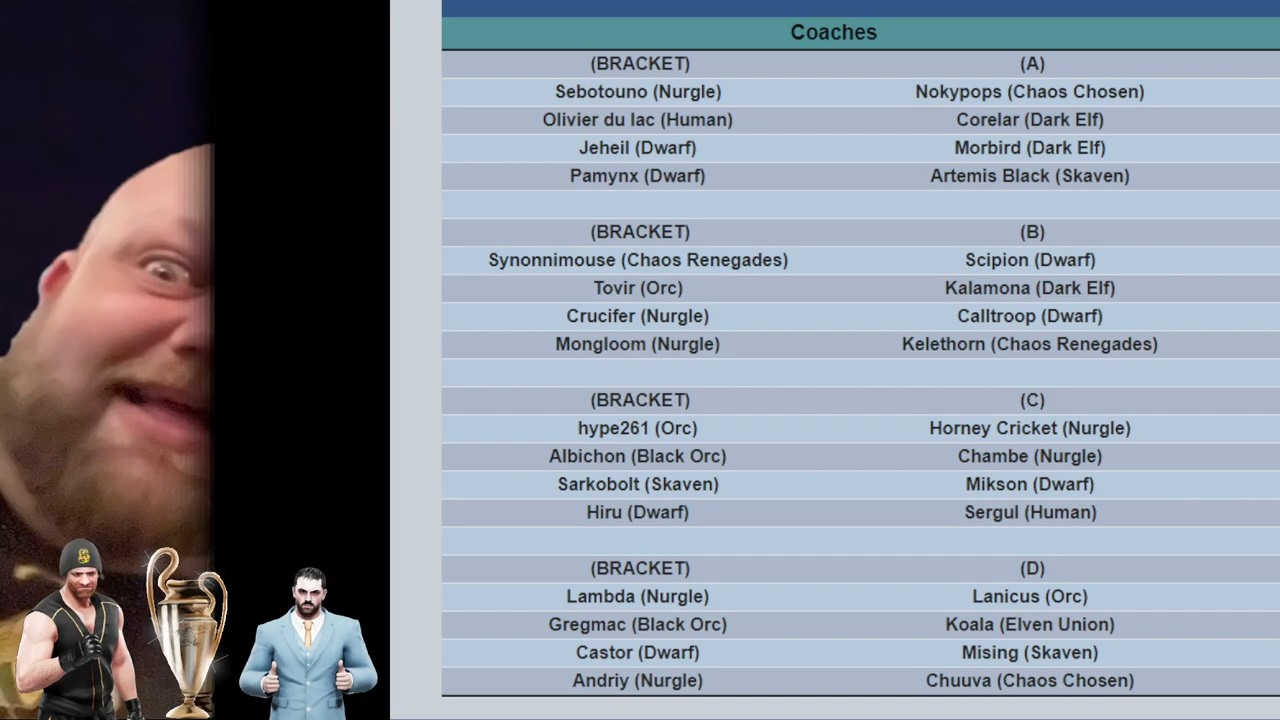 Coaches
(BRACKET) (A)
Sebotouno (Nurgle) Nokypops (Chaos Chosen)
Olivier du lac (Human) Corelar (Dark Elf)
Jeheil (Dwarf) Morbird (Dark Elf)
Pamynx (Dwarf) Artemis Black (Skaven)
(BRACKET) (B)
Synonnimouse (Chaos Renegades) Scipion (Dwarf)
Tovir (Orc) Kalamona (Dark Elf)
Crucifer (Nurgle) Calltroop (Dwarf)
Mongloom (Nurgle) Kelethorn (Chaos Renegades)
(BRACKET) (C)
hype261 (Orc) Horney Cricket (Nurgle)
Albichon (Black Orc) Chambe (Nurgle)
Sarkobolt (Skaven) Mikson (Dwarf)
Hiru (Dwarf) Sergul (Human)
(BRACKET) (D)
Lambda (Nurgle) Lanicus (Orc)
Gregmac (Black Orc) Koala (Elven Union)
Castor (Dwarf) Mising (Skaven)
Andriy (Nurgle) Chuuva (Chaos Chosen)